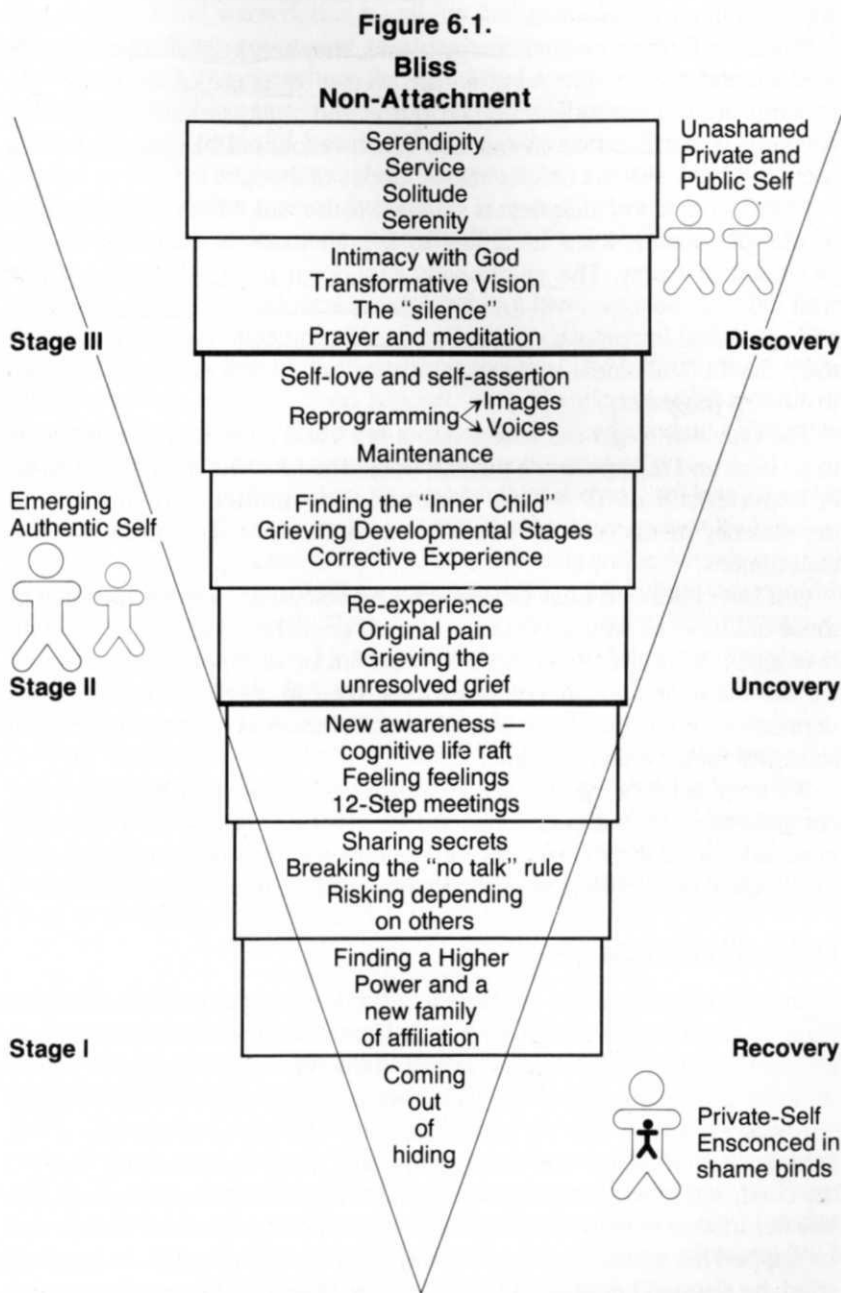 Figure 6.1.
Bliss
Non-Attachment
Serendipity
Service
Solitude
Serenity
Unashamed
Private and
Public Self
Intimacy with God
Transformative Vision
The "silence"
Prayer and meditation
Stage III
Discovery
Self-love and self-assertion
Reprogramming Images
Voices
Maintenance
Emerging
Authentic Self
Finding the "Inner Child"
Grieving Developmental Stages
Corrective Experience
Re-experience
Original pain
Grieving the
unresolved grief
Stage II
Uncovery
New awareness —
cognitive life raft
Feeling feelings
12-Step meetings
Sharing secrets
Breaking the "no talk" rule
Risking depending
on others
Finding a Higher
Power and a
new family
of affiliation
Stage I
Recovery
Coming
out
of
hiding
Private-Self
Ensconced in
shame binds